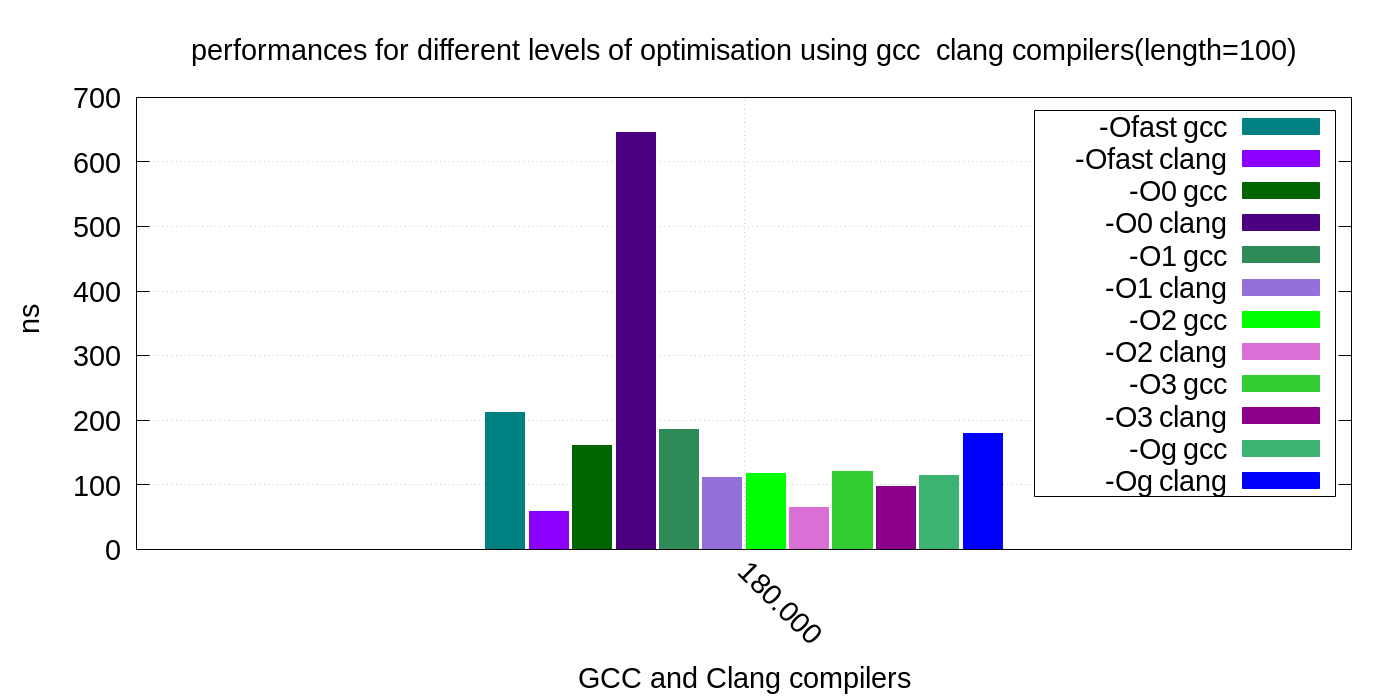 performances for different levels of optimisation using gcc  clang compilers(length=100)
700
600
500
400
300
200
100
0
ns
-Ofast gcc
-Ofast clang
-O0 gcc
-O0 clang
-O1 gcc
-O1 clang
-O2 gcc
-O2 clang
-O3 gcc
-O3 clang
-Og gcc
-Og clang
180.000
GCC and Clang compilers